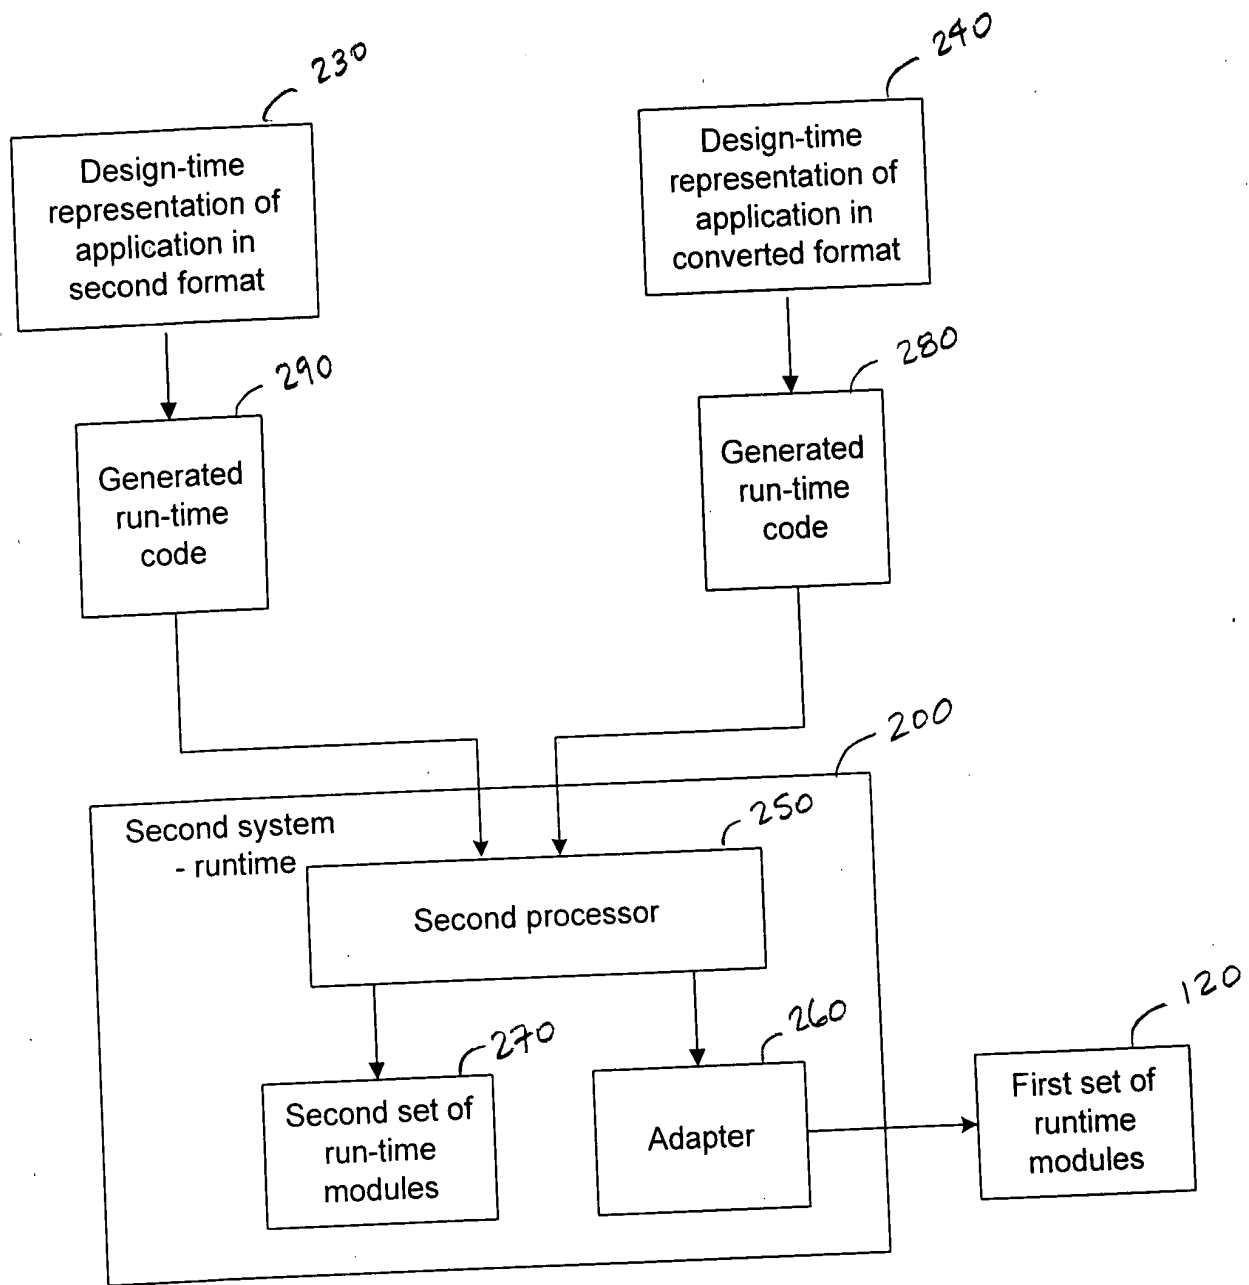 230
240
Design-time
representation of
application in
second format
Design-time
representation of
application in
converted format
290
280
Generated
run-time
code
Generated
run-time
code
200
Second system
- runtime
250
Second processor
270
260
120
Second set of
run-time
modules
Adapter
First set of
runtime
modules